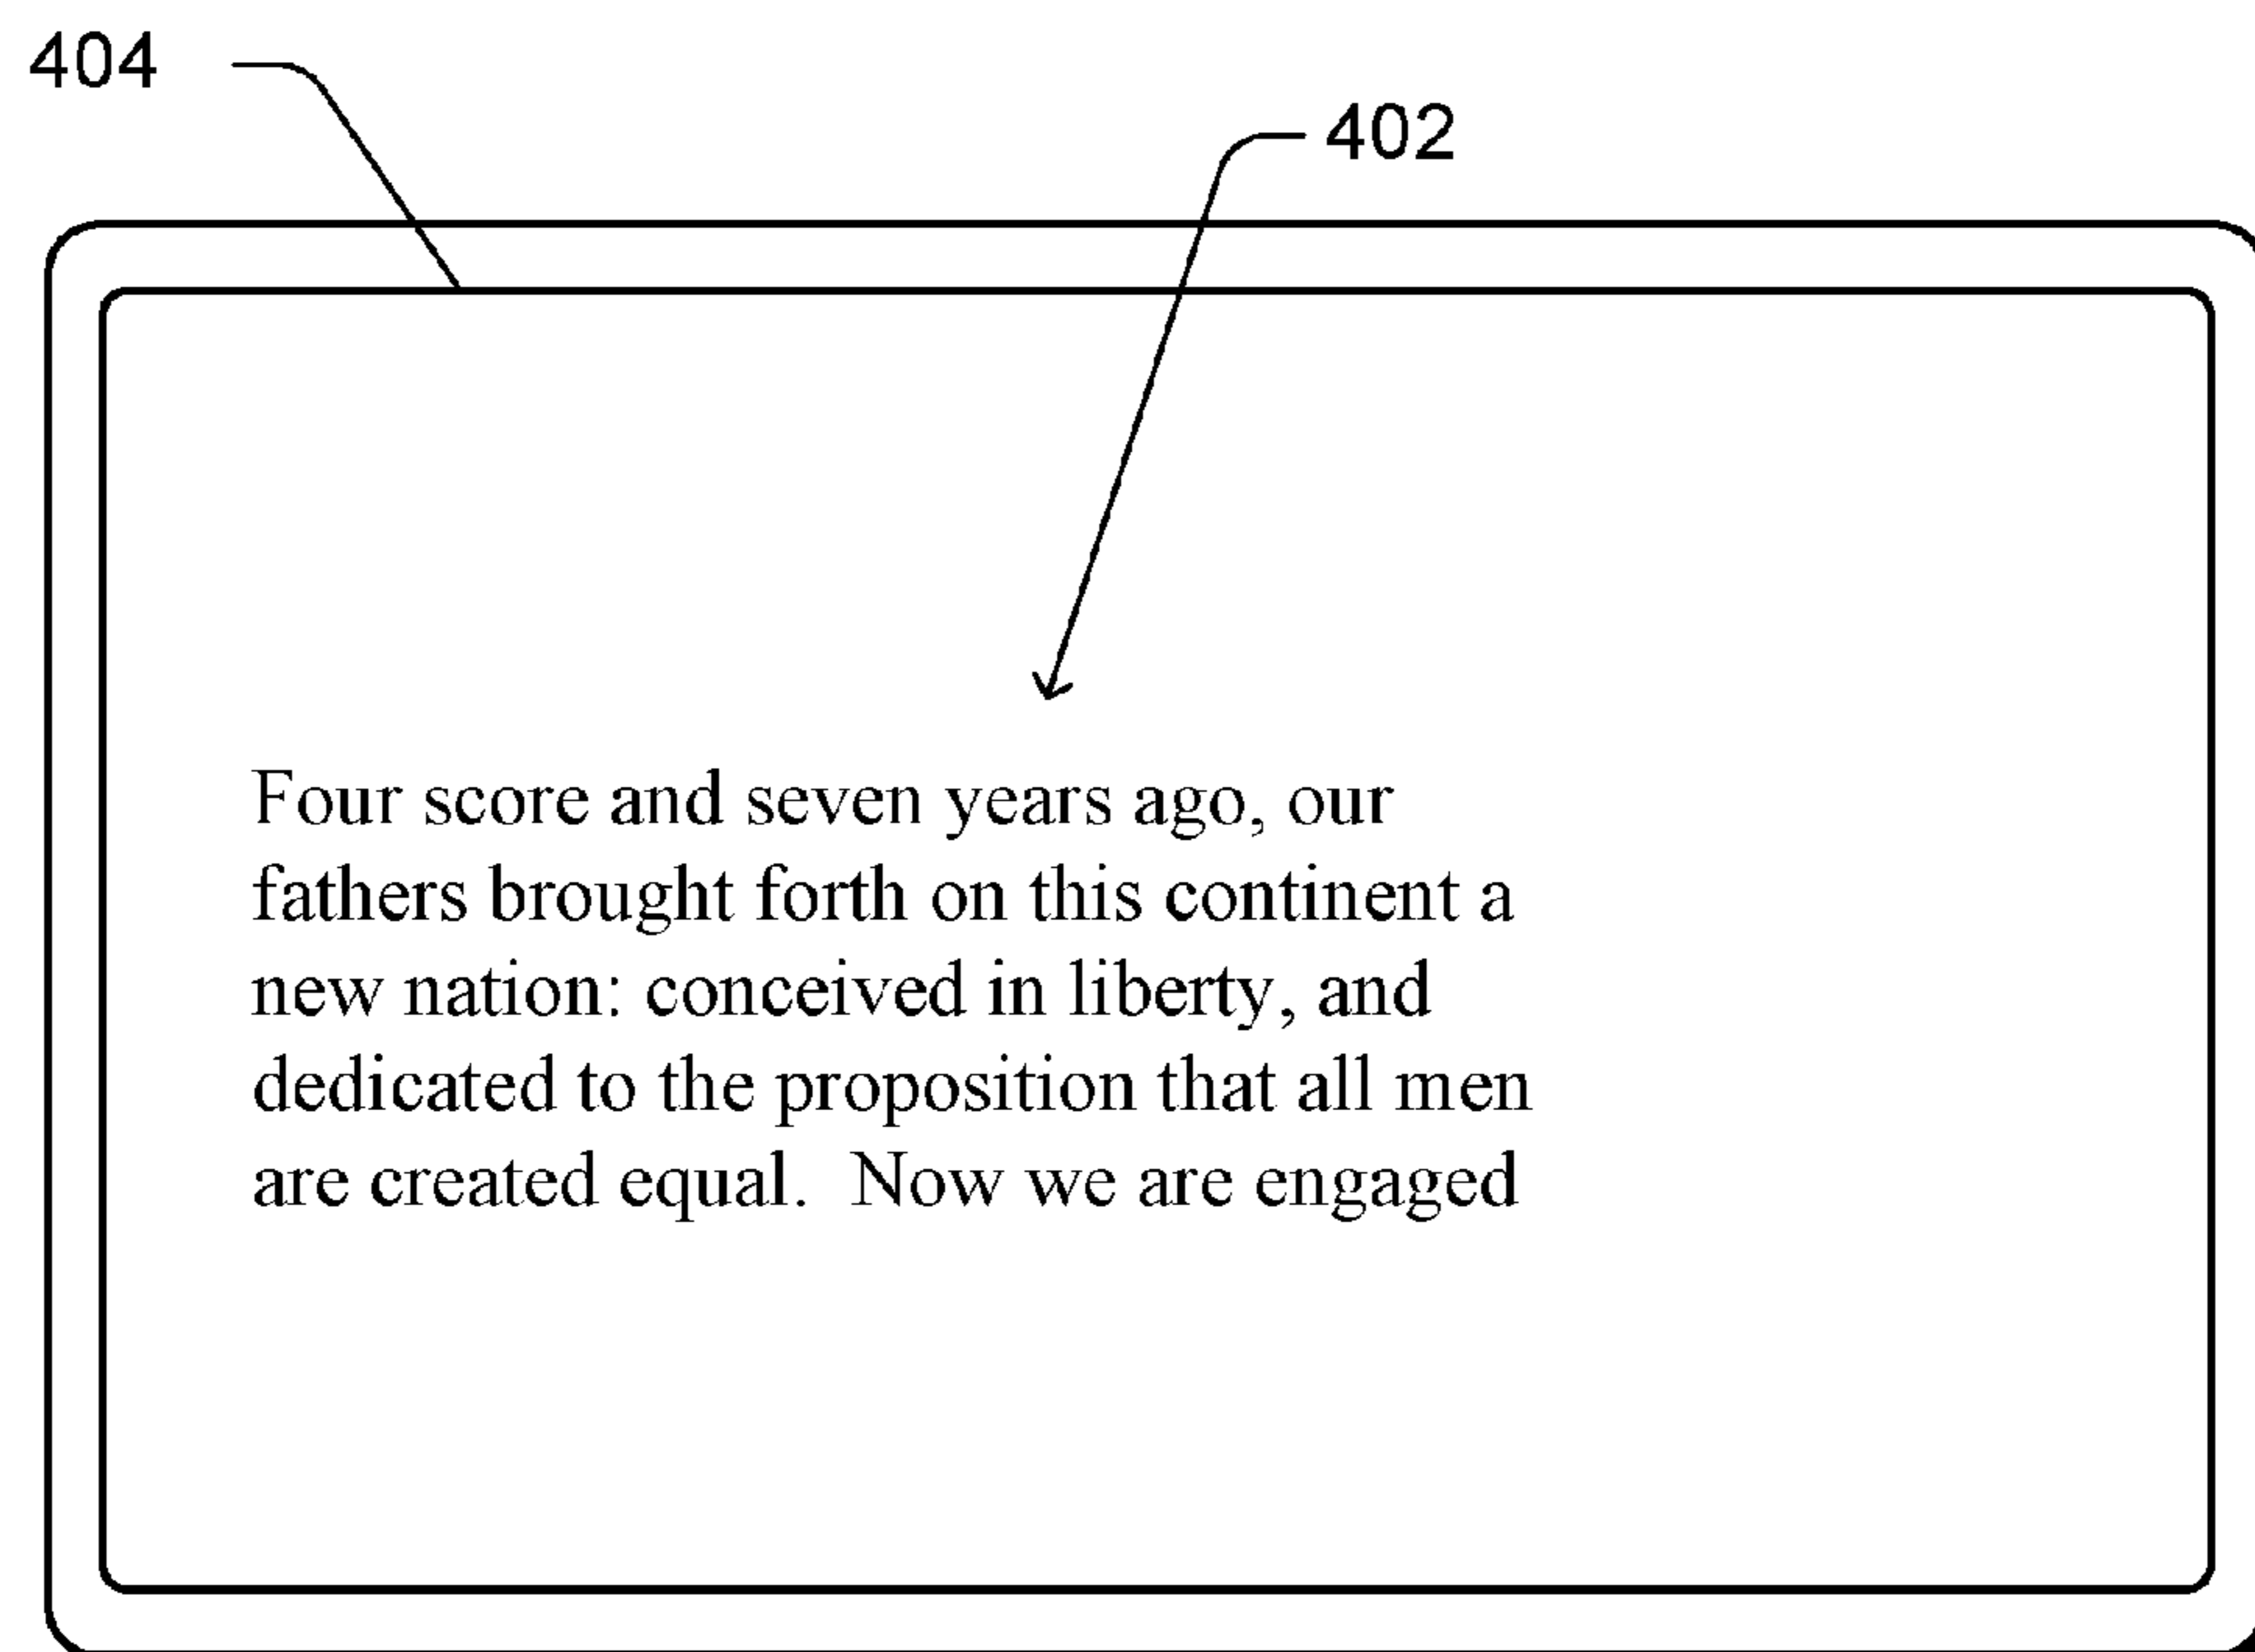 404
402
Four score and seven years ago, our
fathers brought forth on this continent a
new nation: conceived in liberty, and
dedicated to the proposition that all men
are created equal.  Now we are engaged